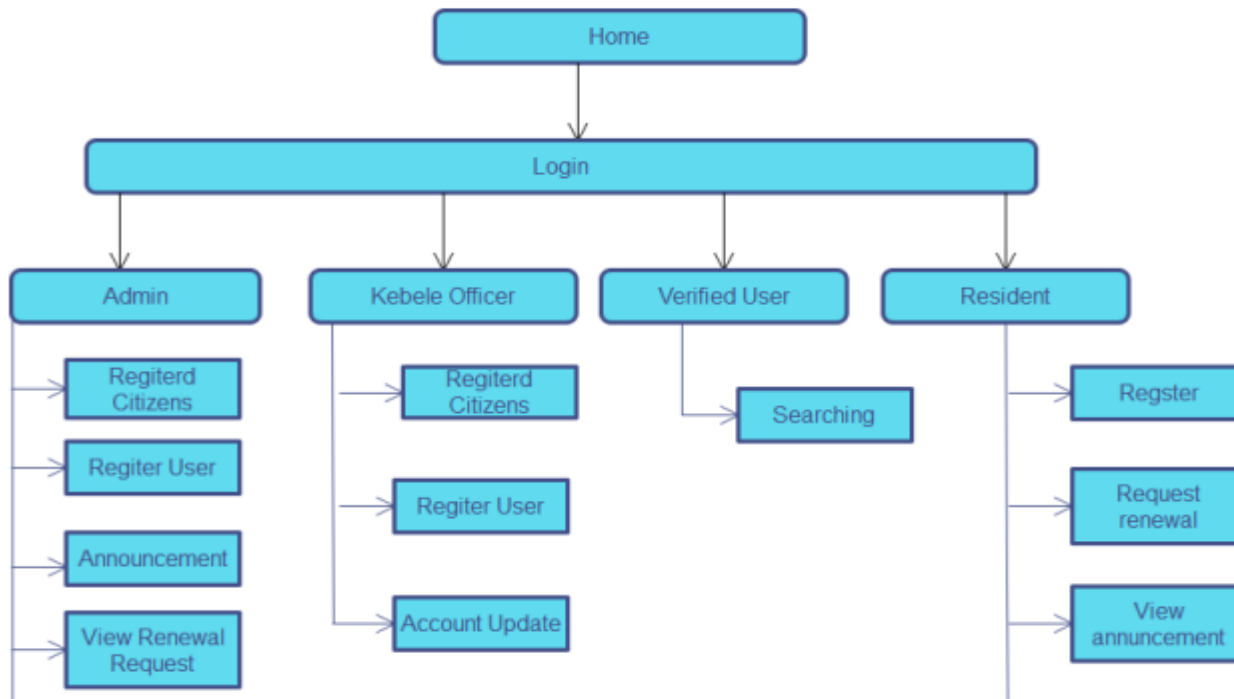 Home
Login
Admin
Kebele Officer
Verified User
Resident
Regiterd
Citizens
Regiter User
Announcement
View Renewal
Request
Regiterd
Citizens
Regiter User
Account Update
Searching
Regster
Request
renewal
View
annuncement